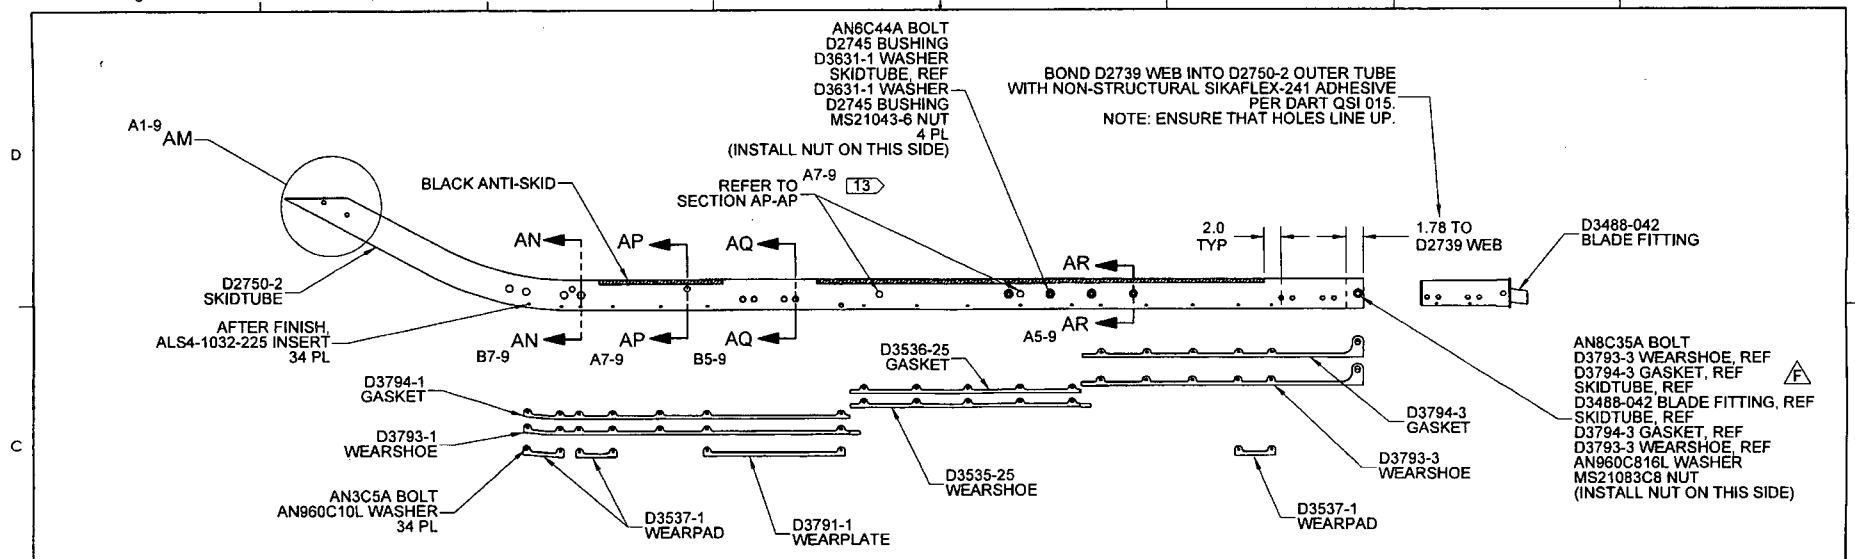 AN6C44A BOLT
D2745 BUSHING
D3631-1 WASHER
SKIDTUBE, REF
D3631-1 WASHER
D2745 BUSHING
MS21043-6 NUT
4 PL
(INSTALL NUT ON THIS SIDE)
BOND D2739 WEB INTO D2750-2 OUTER TUBE
WITH NON-STRUCTURAL SIKAFLEX-241 ADHESIVE
PER DART QSI 015.
NOTE: ENSURE THAT HOLES LINE UP.
A1-9
AM
D
BLACK ANTI-SKID
REFER TO
SECTION AP-AP
A7-9
13
AN
AP
AQ
AR
2.0
TYP
1.78 TO
D2739 WEB
D3488-042
BLADE FITTING
D2750-2
SKIDTUBE
AFTER FINISH,
ALS4-1032-225 INSERT
34 PL
AN
B7-9
A7-9
AP
B5-9
AQ
A5-9
AR
D3536-25
GASKET
D3794-1
GASKET
D3793-1
WEARSHOE
C
AN3C5A BOLT
AN960C10L WASHER
34 PL
D3537-1
WEARPAD
D3791-1
WEARPLATE
D3535-25
WEARSHOE
D3794-3
GASKET
D3793-3
WEARSHOE
D3537-1
WEARPAD
AN8C35A BOLT
D3793-3 WEARSHOE, REF
D3794-3 GASKET, REF
SKIDTUBE, REF
D3488-042 BLADE FITTING, REF
SKIDTUBE, REF
D3794-3 GASKET, REF
D3793-3 WEARSHOE, REF
AN960C816L WASHER
MS21083C8 NUT
(INSTALL NUT ON THIS SIDE)
F